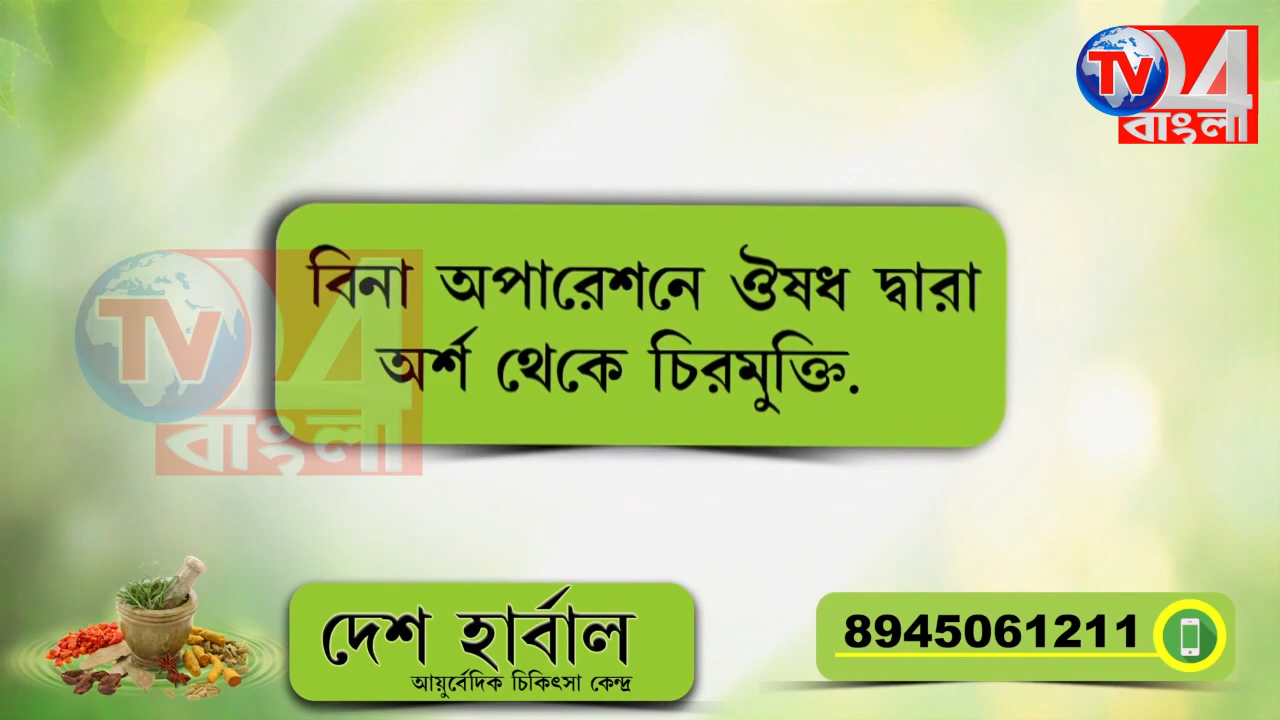 TV 24
বাংলা
বিনা অপারেশনে ঔষধ দ্বারা
অর্শ থেকে চিরমুক্তি.
TV 24
বাংলা
দেশ হার্বাল
আয়ুর্বেদিক চিকিৎসা কেন্দ্র
8945061211